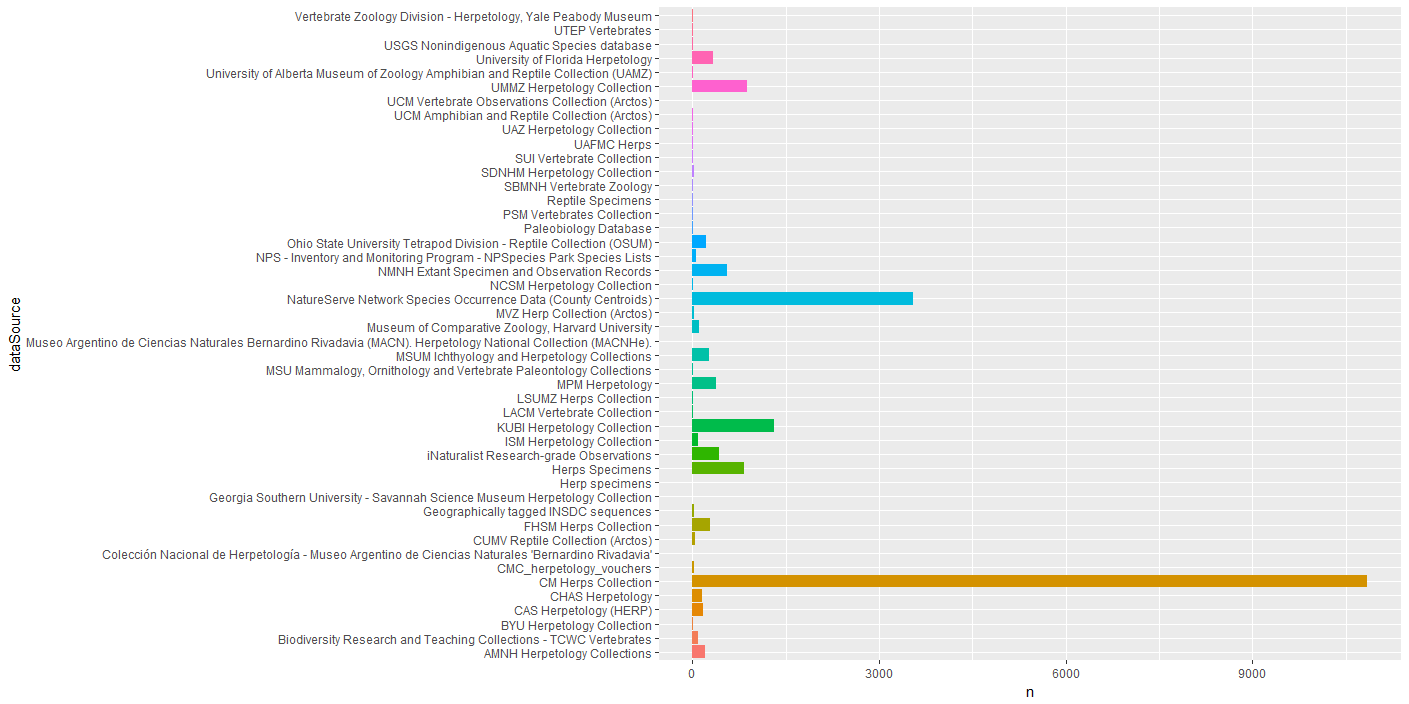 Vertebrate Zoology Division - Herpetology, Yale Peabody Museum
UTEP Vertebrates
USGS Nonindigenous Aquatic Species database
University of Florida Herpetology
University of Alberta Museum of Zoology Amphibian and Reptile Collection (UAMZ)
UMMZ Herpetology Collection
UCM Vertebrate Observations Collection (Arctos)
UCM Amphibian and Reptile Collection (Arctos)
UAZ Herpetology Collection
UAFMC Herps
SUI Vertebrate Collection
SDNHM Herpetology Collection
SBMNH Vertebrate Zoology
Reptile Specimens
PSM Vertebrates Collection
Paleobiology Database
Ohio State University Tetrapod Division - Reptile Collection (OSUM)
NPS - Inventory and Monitoring Program - NPSpecies Park Species Lists
NMNH Extant Specimen and Observation Records
NCSM Herpetology Collection
NatureServe Network Species Occurrence Data (County Centroids)
MVZ Herp Collection (Arctos)
Museum of Comparative Zoology, Harvard University
Museo Argentino de Ciencias Naturales Bernardino Rivadavia (MACN). Herpetology National Collection (MACNHe).
MSUM Ichthyology and Herpetology Collections
MSU Mammalogy, Ornithology and Vertebrate Paleontology Collections
MPM Herpetology
LSUMZ Herps Collection
LACM Vertebrate Collection
KUBI Herpetology Collection
ISM Herpetology Collection
iNaturalist Research-grade Observations
Herps Specimens
Herp specimens
Georgia Southern University - Savannah Science Museum Herpetology Collection
Geographically tagged INSDC sequences
FHSM Herps Collection
CUMV Reptile Collection (Arctos)
Colección Nacional de Herpetología - Museo Argentino de Ciencias Naturales 'Bernardino Rivadavia'
CMC_herpetology_vouchers
CM Herps Collection
CHAS Herpetology
CAS Herpetology (HERP)
BYU Herpetology Collection
Biodiversity Research and Teaching Collections - TCWC Vertebrates
AMNH Herpetology Collections
dataSource
0 3000 6000 9000
n